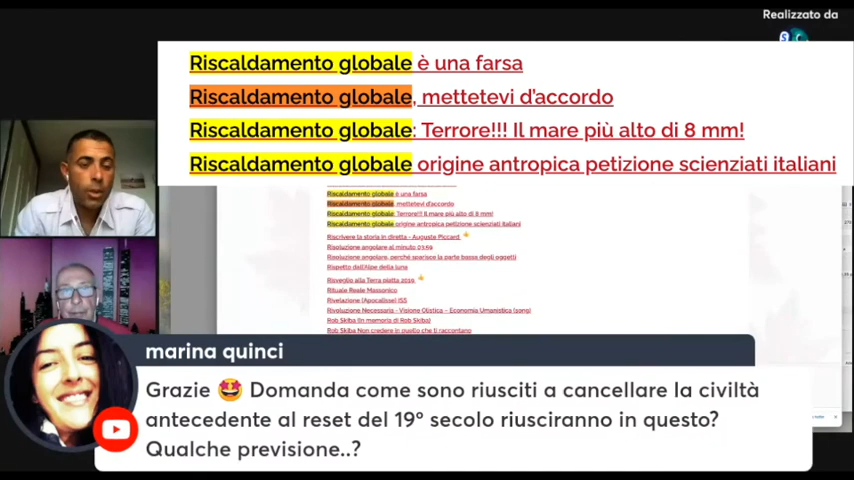 Realizzato da
Riscaldamento globale è una farsa
Riscaldamento globale, mettetevi d'accordo
Riscaldamento globale: Terrore!!! Il mare più alto di 8 mm!
Riscaldamento globale origine antropica petizione scienziati italiani
Riscaldamento globale è una farsa
Riscaldamento globale, mettetevi d'accordo
Riscaldamento globale: Terrore!!! Il mare più alto di 8 mm!
Riscaldamento globale origine antropica petizione scienziati italiani
Riscrivere la storia in diretta - Auguste Piccard
Risoluzione angolare al minuto 03:59
Risoluzione angolare, perché sparisce la parte bassa degli oggetti
Rispetto dall'Alpe della luna
Risveglio alla Terra piatta 2019
Rituale Reale Massonico
Rivelazione (Apocalisse) ISS
Rivoluzione Necessaria - Visione Olistica – Economia Umanistica (song)
Rob Skiba (In memoria di Rob Skiba)
Rob Skiba Non credere in quello che ti raccontano
marina quinci
Grazie 🤩 Domanda come sono riusciti a cancellare la civiltà
antecedente al reset del 19° secolo riusciranno in questo?
Qualche previsione..?